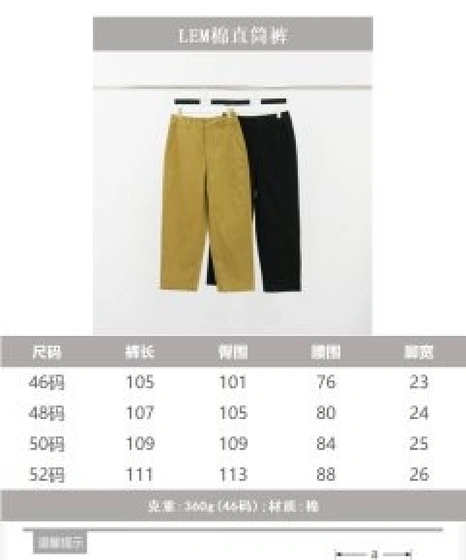 LEM棉直筒裤
尺码 裤长 臀围 腰围 脚宽
46码 105 101 76 23
48码 107 105 80 24
50码 109 109 84 25
52码 111 113 88 26
克重:360g(46码);材质:棉
温馨提示
a